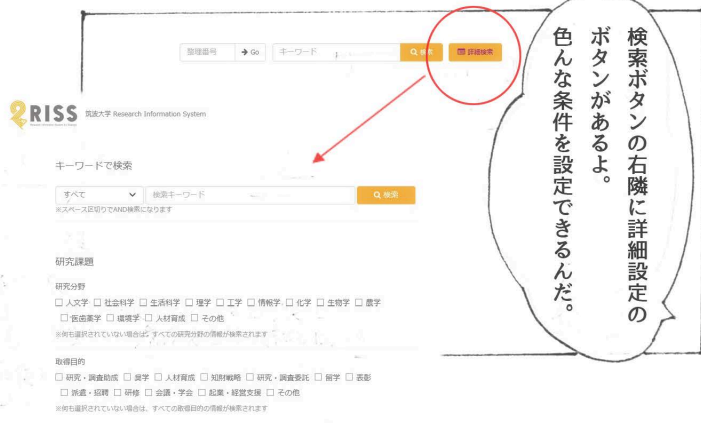 整理番号 → Go キーワード 検索 詳細検索
RISS 筑波大学 Research Information System
キーワードで検索
すべて 検索キーワード 検索
※スペース区切りでAND検索になります
研究課題
研究分野
□ 人文学 □ 社会科学 □ 生活科学 □ 理学 □ 工学 □ 情報学 □ 化学 □ 生物学 □ 農学
□ 医歯薬学 □ 環境学 □ 人材育成 □ その他
※何も選択されていない場合は、すべての研究分野の情報が検索されます
取得目的
□ 研究・調査助成 □ 奨学 □ 人材育成 □ 知財戦略 □ 研究・調査委託 □ 留学 □ 表彰
□ 派遣・招聘 □ 研修 □ 会議・学会 □ 起業・経営支援 □ その他
※何も選択されていない場合は、すべての取得目的の情報が検索されます
検索ボタンの右隣に詳細設定の
ボタンがあるよ。
色んな条件を設定できるんだ。